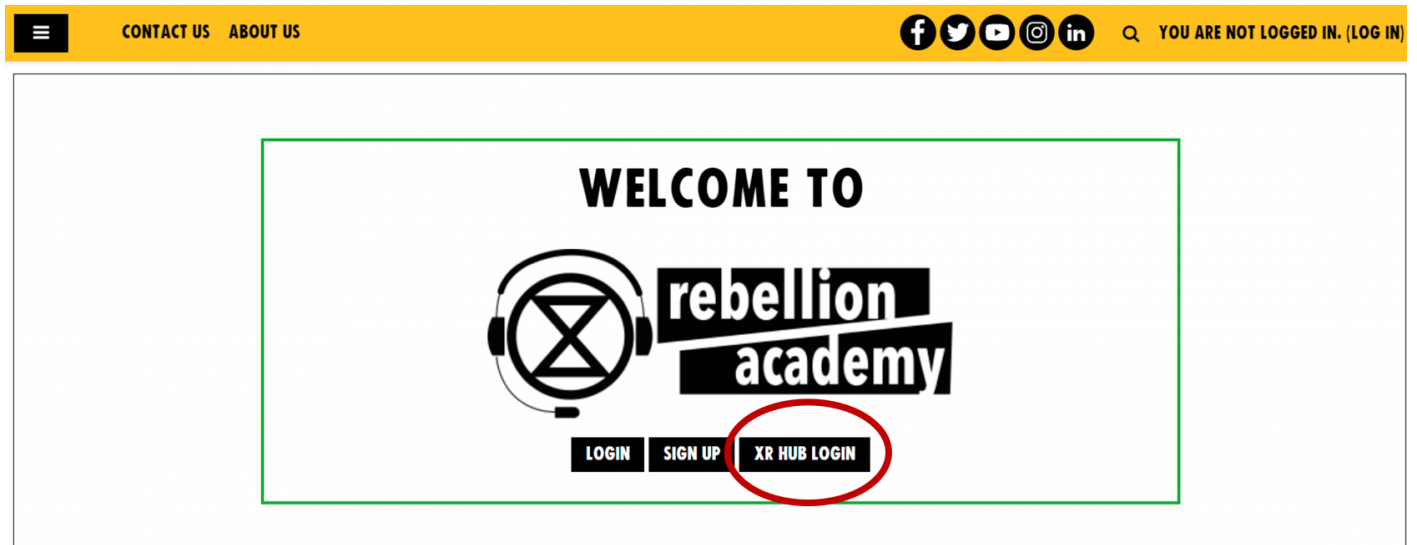 CONTACT US ABOUT US YOU ARE NOT LOGGED IN. (LOG IN)
WELCOME TO
rebellion
academy
LOGIN SIGN UP XR HUB LOGIN